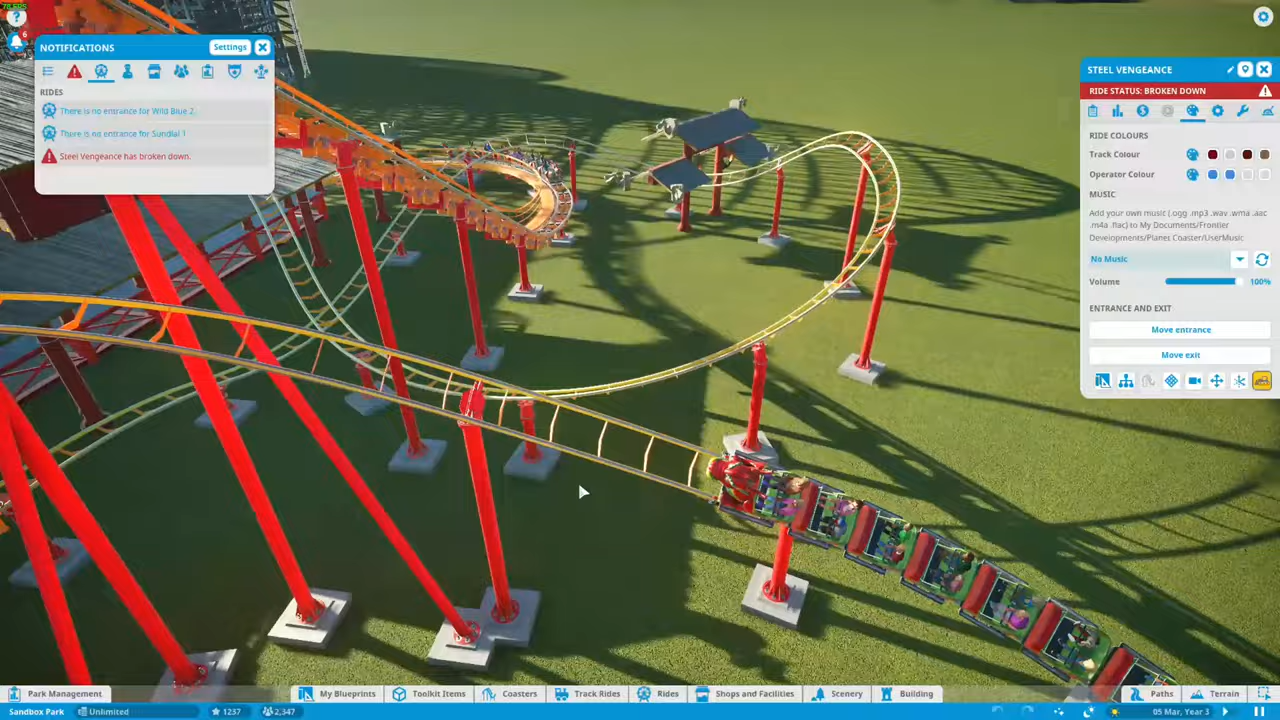 78 FPS
?
6
NOTIFICATIONS
Settings
RIDES
There is no entrance for Wild Blue 2.
There is no entrance for Sundial 1
Steel Vengeance has broken down.
STEEL VENGEANCE
RIDE STATUS: BROKEN DOWN
RIDE COLOURS
Track Colour
Operator Colour
MUSIC
Add your own music (.ogg .mp3 .wav .wma .aac
.m4a .flac) to My Documents/Frontier
Developments/Planet Coaster/UserMusic
No Music
Volume 100%
ENTRANCE AND EXIT
Move entrance
Move exit
Park Management My Blueprints Toolkit Items Coasters Track Rides Rides Shops and Facilities Scenery Building Paths Terrain
Sandbox Park Unlimited 1237 2,347 05 Mar, Year 3